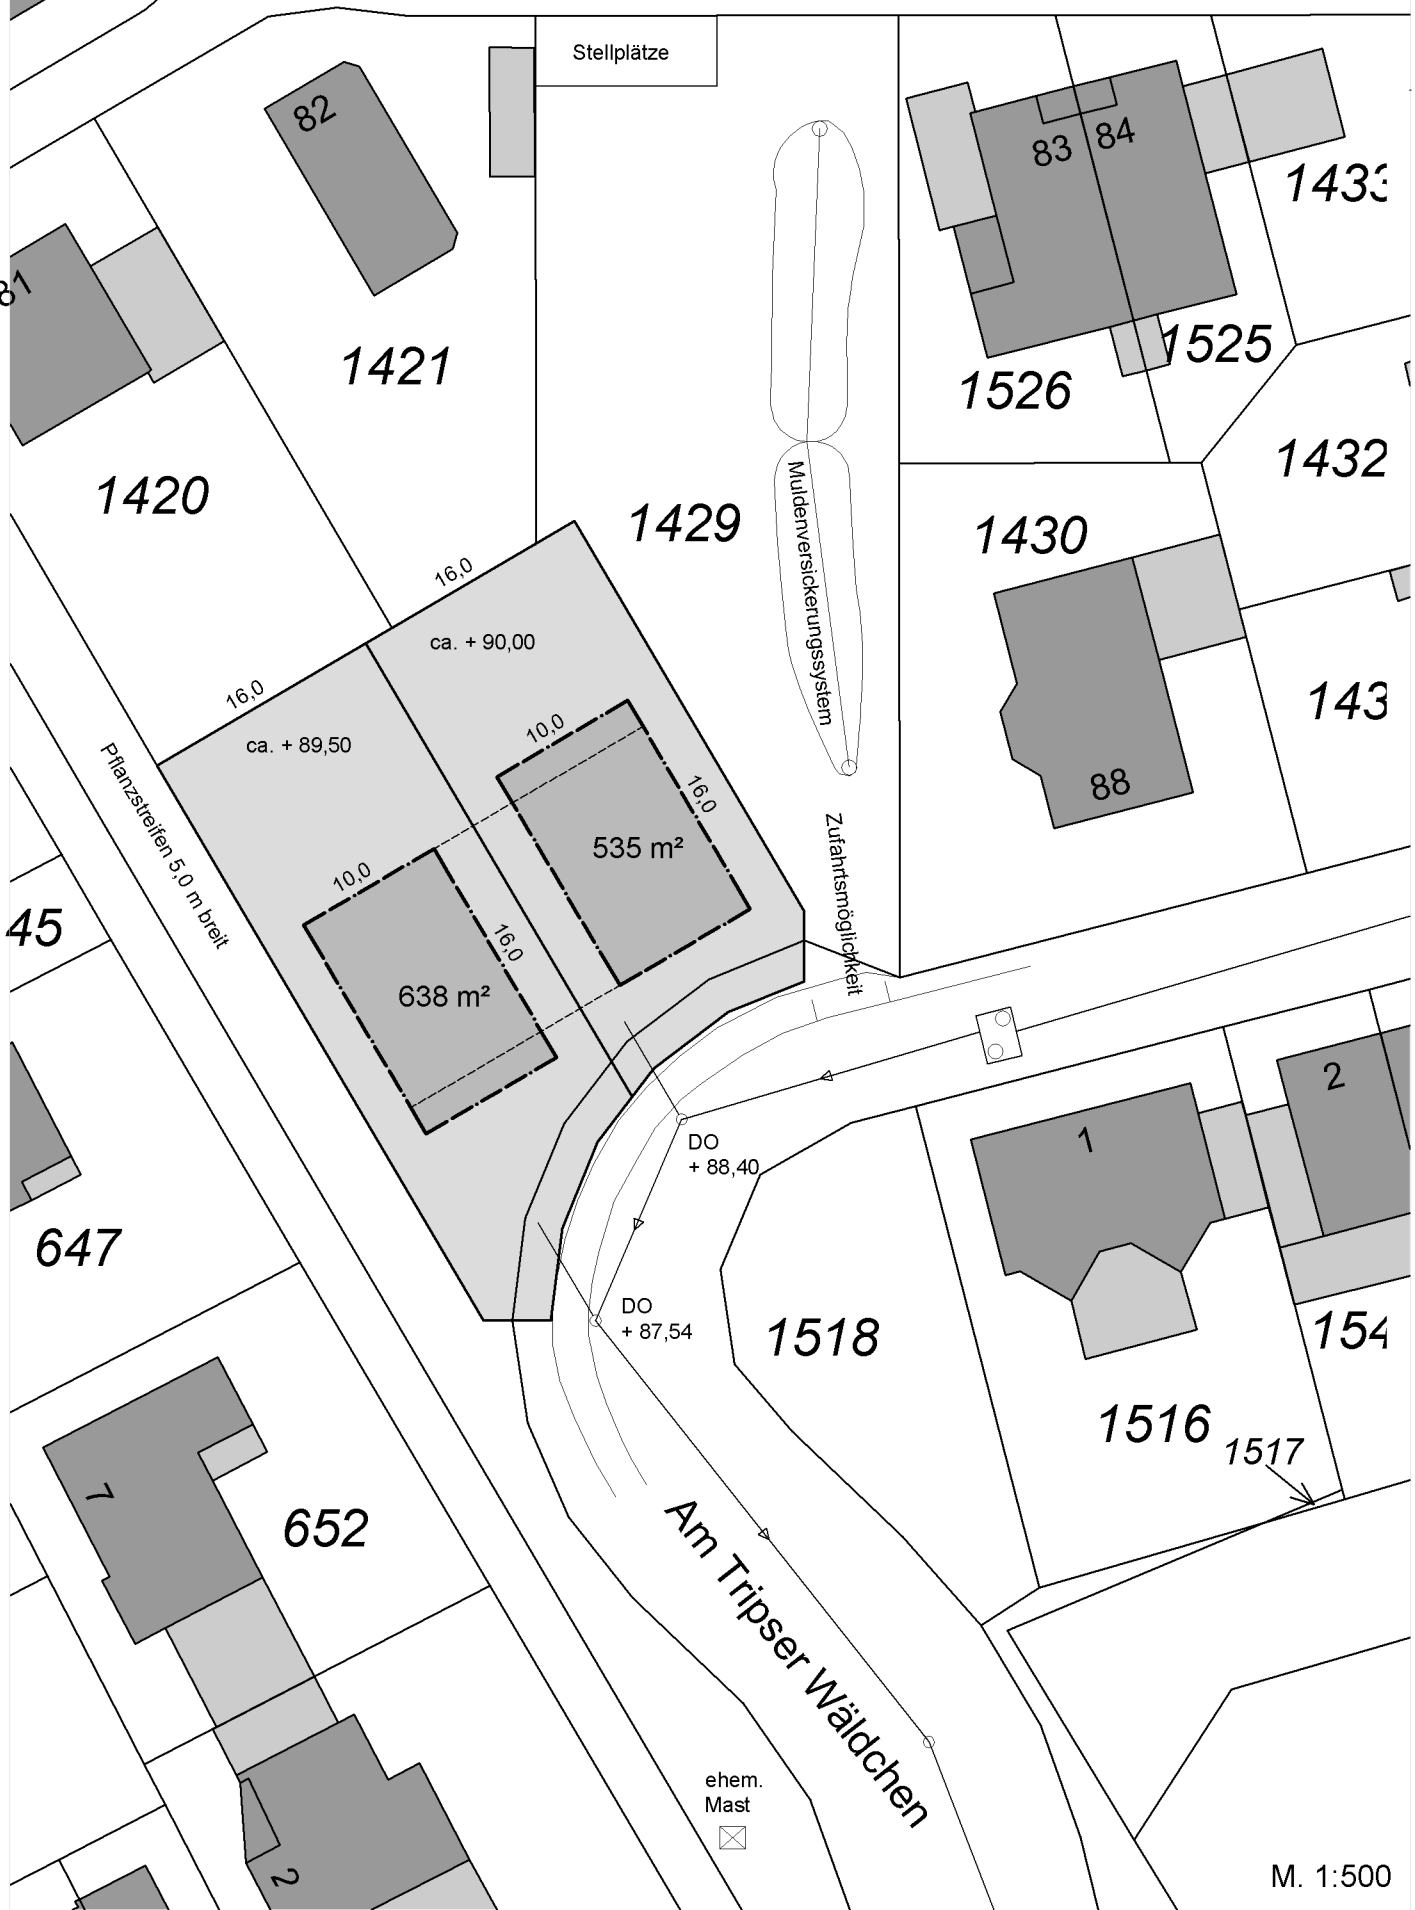 Stellplätze
82
83
84
1433
81
1421
1525
1526
1432
1420
1429
1430
Muldenversickerungssystem
16,0
ca. + 90,00
16,0
ca. + 89,50
10,0
16,0
88
Pflanzstreifen 5,0 m breit
535 m²
Zufahrtsmöglichkeit
10,0
16,0
638 m²
45
143
2
1
DO
+ 88,40
647
DO
+ 87,54
1518
154
1516
1517
7
652
Am Tripser Wäldchen
ehem.
Mast
2
M. 1:500